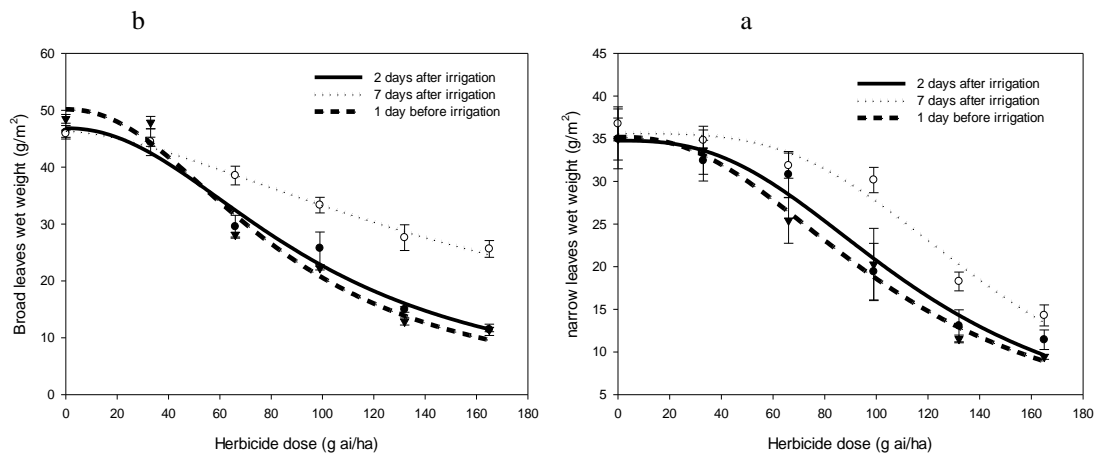 b
60
50
40
30
20
10
0
Broad leaves wet weight (g/m²)
2 days after irrigation
7 days after irrigation
1 day before irrigation
0 20 40 60 80 100 120 140 160 180
Herbicide dose (g ai/ha)
a
45
40
35
30
25
20
15
10
5
narrow leaves wet weight (g/m²)
2 days after irrigation
7 days after irrigation
1 day before irrigation
0 20 40 60 80 100 120 140 160 180
Herbicide dose (g ai/ha)